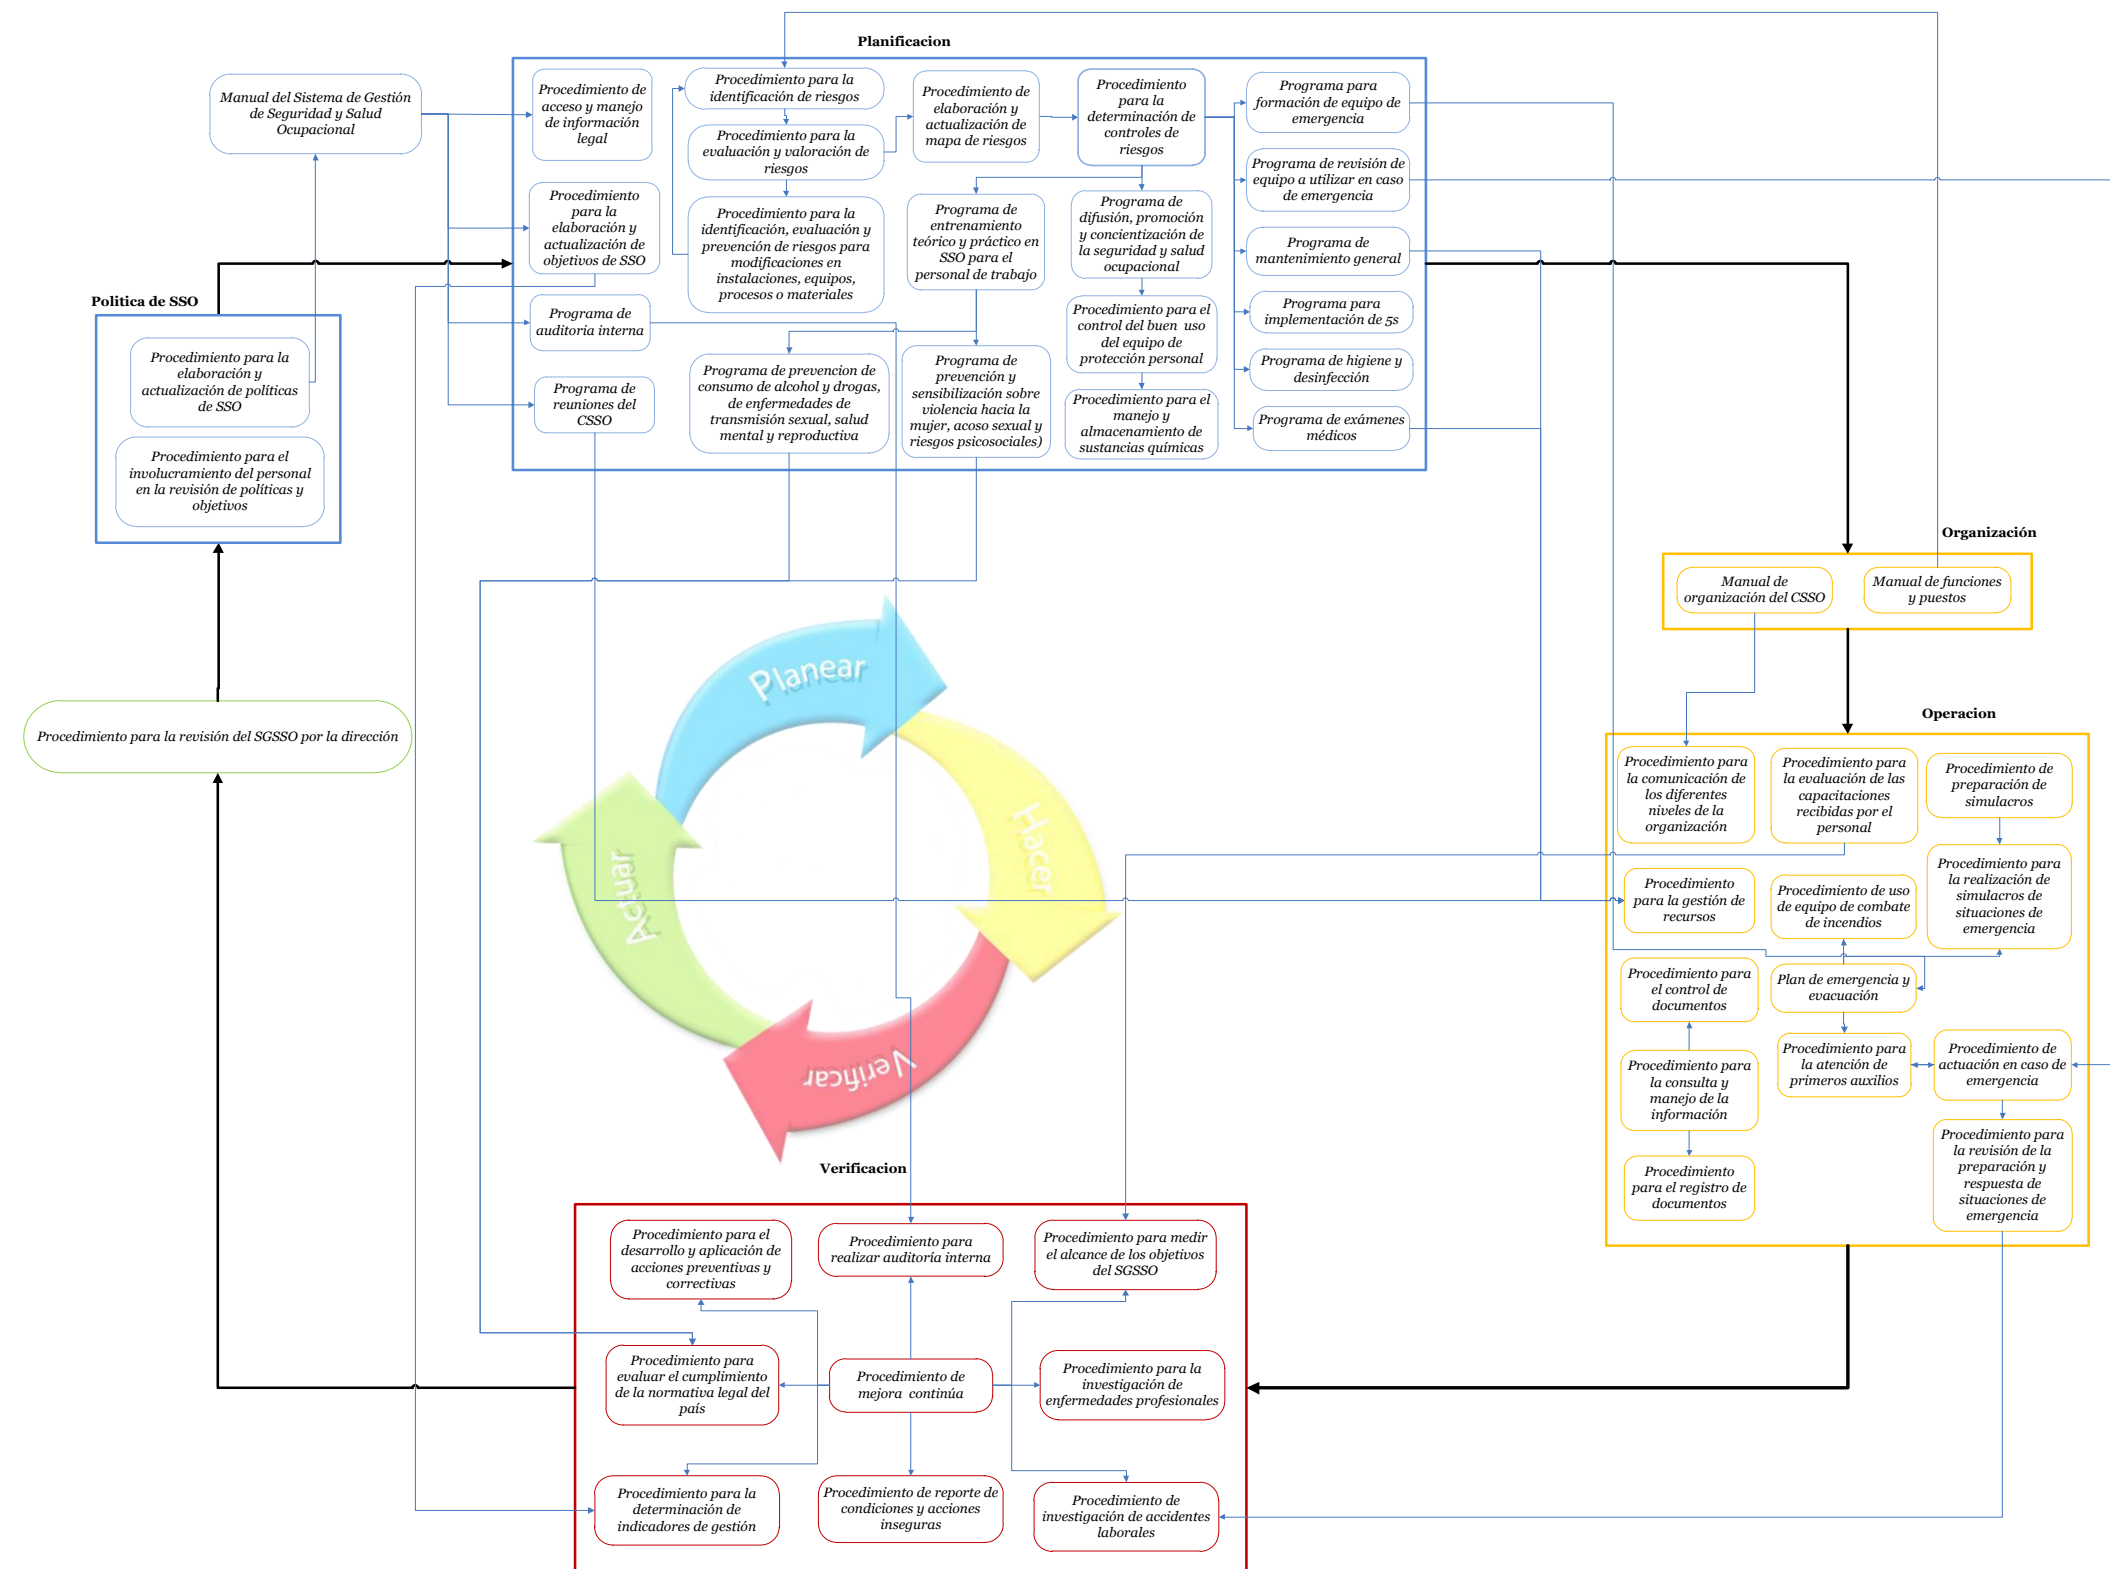 Planificacion
Manual del Sistema de Gestión
de Seguridad y Salud
Ocupacional
Procedimiento de
acceso y manejo
de información
legal
Procedimiento
para la
elaboración y
actualización de
objetivos de SSO
Programa de
auditoria interna
Programa de
reuniones del
CSSO
Procedimiento para la
identificación de riesgos
Procedimiento para la
evaluación y valoración de
riesgos
Procedimiento para la
identificación, evaluación y
prevención de riesgos para
modificaciones en
instalaciones, equipos,
procesos o materiales
Programa de prevencion de
consumo de alcohol y drogas,
de enfermedades de
transmisión sexual, salud
mental y reproductiva
Procedimiento de
elaboración y
actualización de
mapa de riesgos
Programa de
entrenamiento
teórico y práctico en
SSO para el
personal de trabajo
Programa de
prevención y
sensibilización sobre
violencia hacia la
mujer, acoso sexual y
riesgos psicosociales)
Procedimiento
para la
determinación de
controles de
riesgos
Programa de
difusión, promoción
y concientización de
la seguridad y salud
ocupacional
Procedimiento para el
control del buen  uso
del equipo de
protección personal
Procedimiento para el
manejo y
almacenamiento de
sustancias químicas
Programa para
formación de equipo de
emergencia
Programa de revisión de
equipo a utilizar en caso
de emergencia
Programa de
mantenimiento general
Programa para
implementación de 5s
Programa de higiene y
desinfección
Programa de exámenes
médicos
Politica de SSO
Procedimiento para la
elaboración y
actualización de políticas
de SSO
Procedimiento para el
involucramiento del personal
en la revisión de políticas y
objetivos
Organización
Manual de
organización del CSSO
Manual de funciones
y puestos
Planear
Hacer
Verificar
Actuar
Procedimiento para la revisión del SGSSO por la dirección
Operacion
Procedimiento para
la comunicación de
los diferentes
niveles de la
organización
Procedimiento para
la evaluación de las
capacitaciones
recibidas por el
personal
Procedimiento de
preparación de
simulacros
Procedimiento
para la gestión de
recursos
Procedimiento de uso
de equipo de combate
de incendios
Procedimiento para
la realización de
simulacros de
situaciones de
emergencia
Procedimiento para
el control de
documentos
Plan de emergencia y
evacuación
Procedimiento para
la consulta y
manejo de la
información
Procedimiento para
la atención de
primeros auxilios
Procedimiento de
actuación en caso de
emergencia
Procedimiento
para el registro de
documentos
Procedimiento para
la revisión de la
preparación y
respuesta de
situaciones de
emergencia
Verificacion
Procedimiento para el
desarrollo y aplicación de
acciones preventivas y
correctivas
Procedimiento para
realizar auditoría interna
Procedimiento para medir
el alcance de los objetivos
del SGSSO
Procedimiento para
evaluar el cumplimiento
de la normativa legal del
país
Procedimiento de
mejora  continúa
Procedimiento para la
investigación de
enfermedades profesionales
Procedimiento para la
determinación de
indicadores de gestión
Procedimiento de reporte de
condiciones y acciones
inseguras
Procedimiento de
investigación de accidentes
laborales